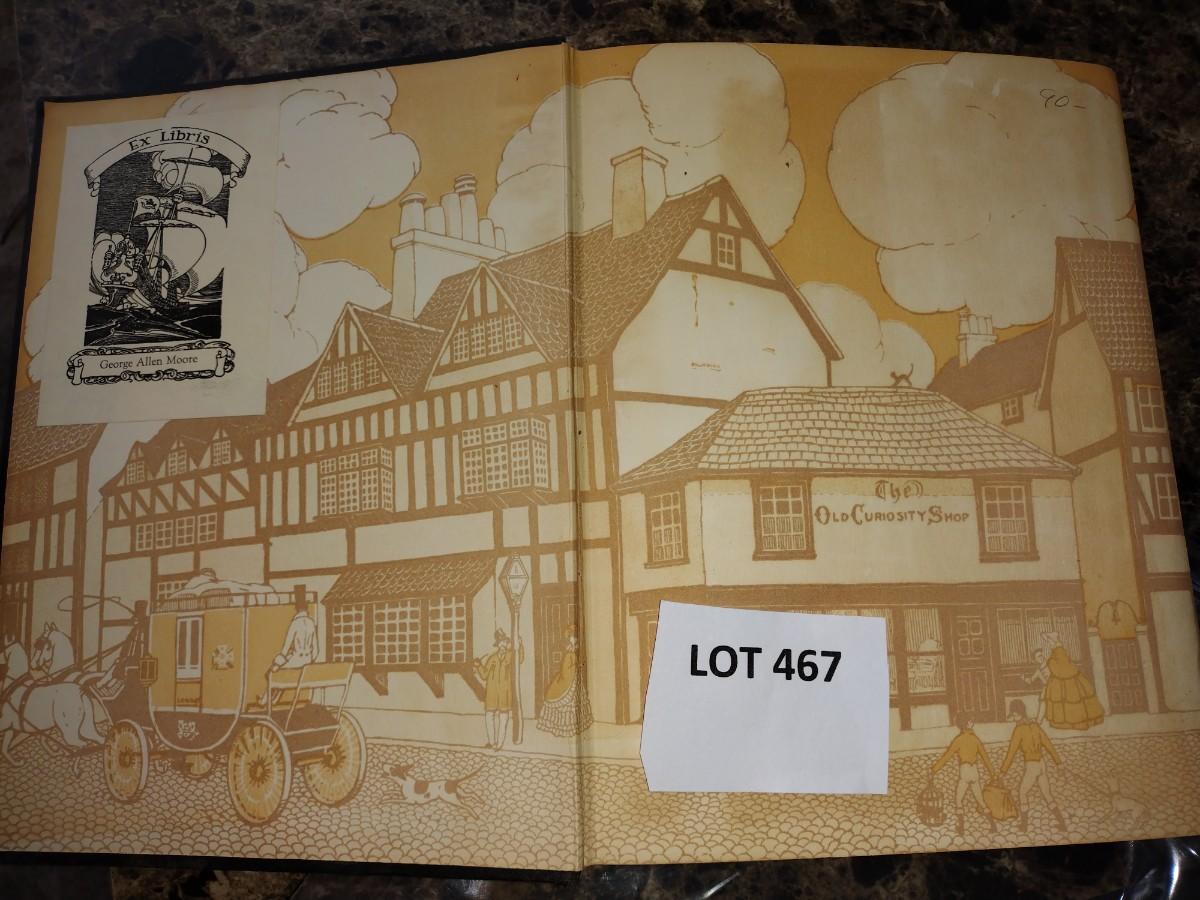 Ex Libris
George Allen Moore
90-
The
OLD CURIOSITY SHOP
LOT 467